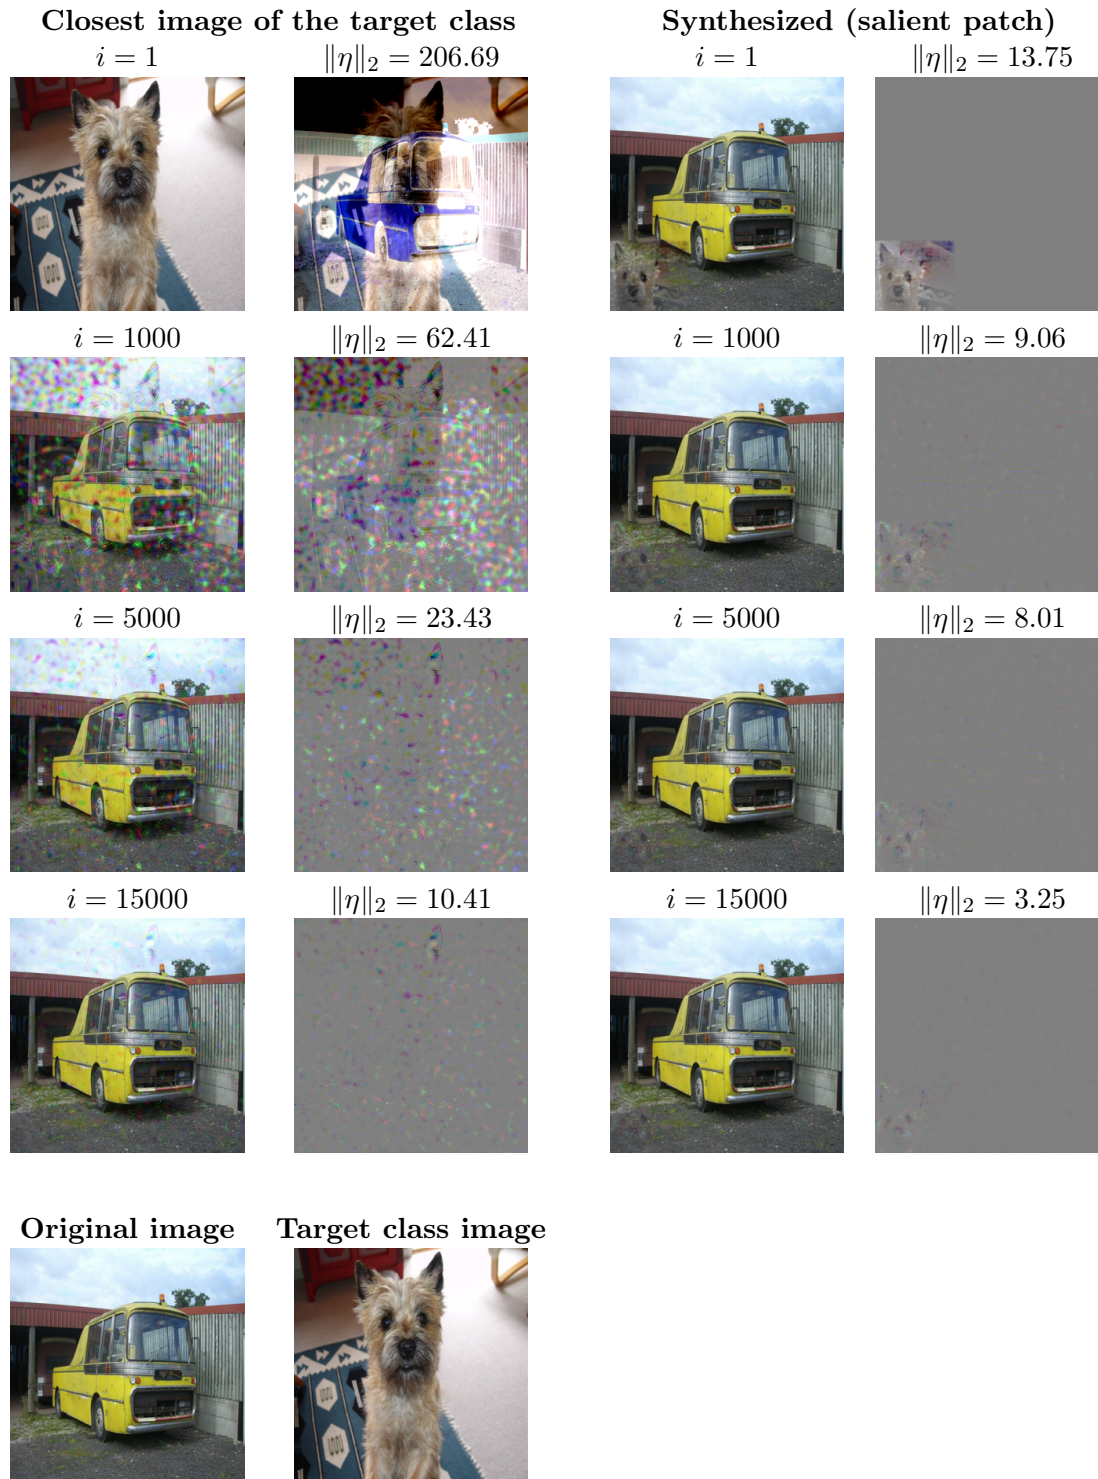 Closest image of the target class
Synthesized (salient patch)
i = 1
‖η‖₂ = 206.69
i = 1
‖η‖₂ = 13.75
i = 1000
‖η‖₂ = 62.41
i = 1000
‖η‖₂ = 9.06
i = 5000
‖η‖₂ = 23.43
i = 5000
‖η‖₂ = 8.01
i = 15000
‖η‖₂ = 10.41
i = 15000
‖η‖₂ = 3.25
Original image
Target class image